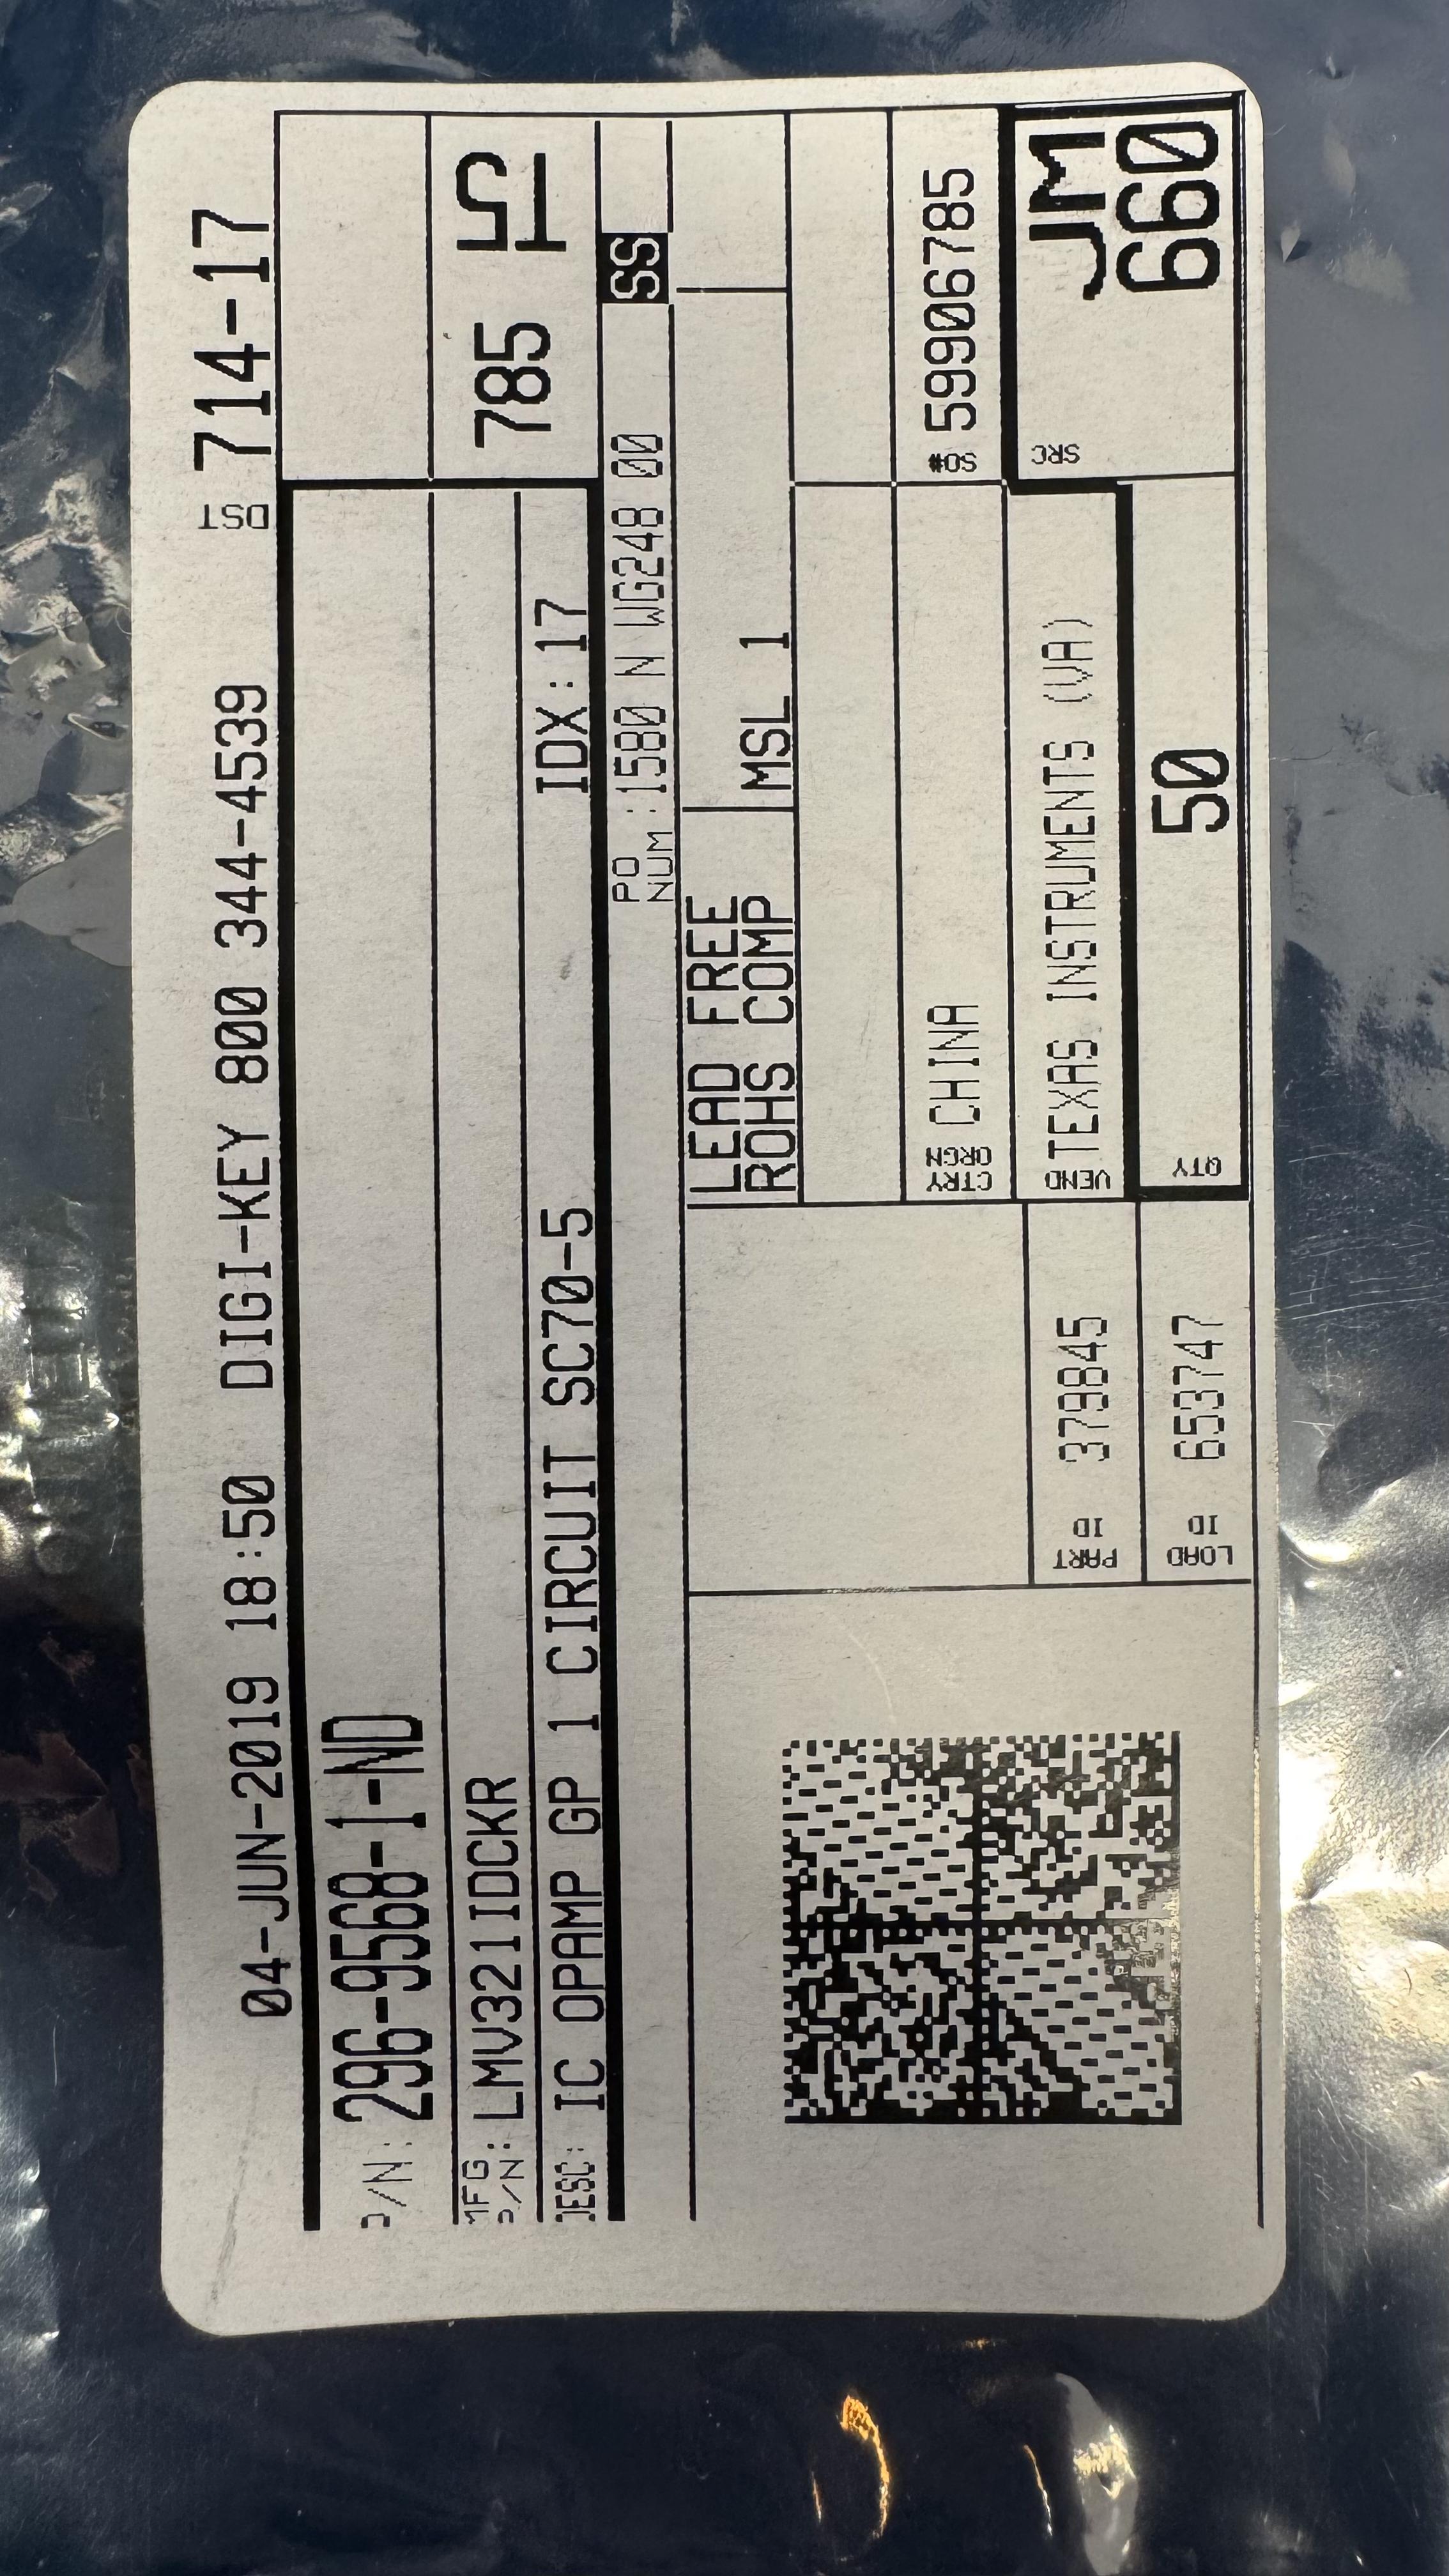 04-JUN-2019 18:50 DIGI-KEY 800 344-4539 DST 714-17
P/N: 296-9568-1-ND
MFG P/N: LMV321IDCKR
785
DESC: IC OPAMP GP 1 CIRCUIT SC70-5 IDX:17
PO NUM :1580 N WG248 00 SS
LEAD FREE
ROHS COMP
MSL 1
CTRY ORGN CHINA
SO# 59906785
PART ID 379845
VEND TEXAS INSTRUMENTS (VA)
SRC JM 660
LOAD ID 653747
QTY 50